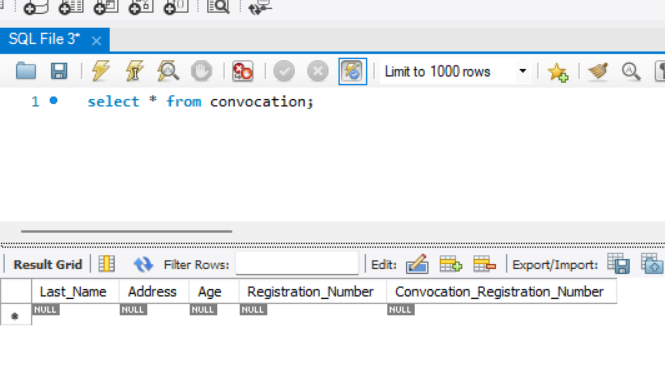 SQL File 3*
Limit to 1000 rows
1 select * from convocation;
Result Grid Filter Rows: Edit: Export/Import:
Last_Name Address Age Registration_Number Convocation_Registration_Number
NULL NULL NULL NULL NULL